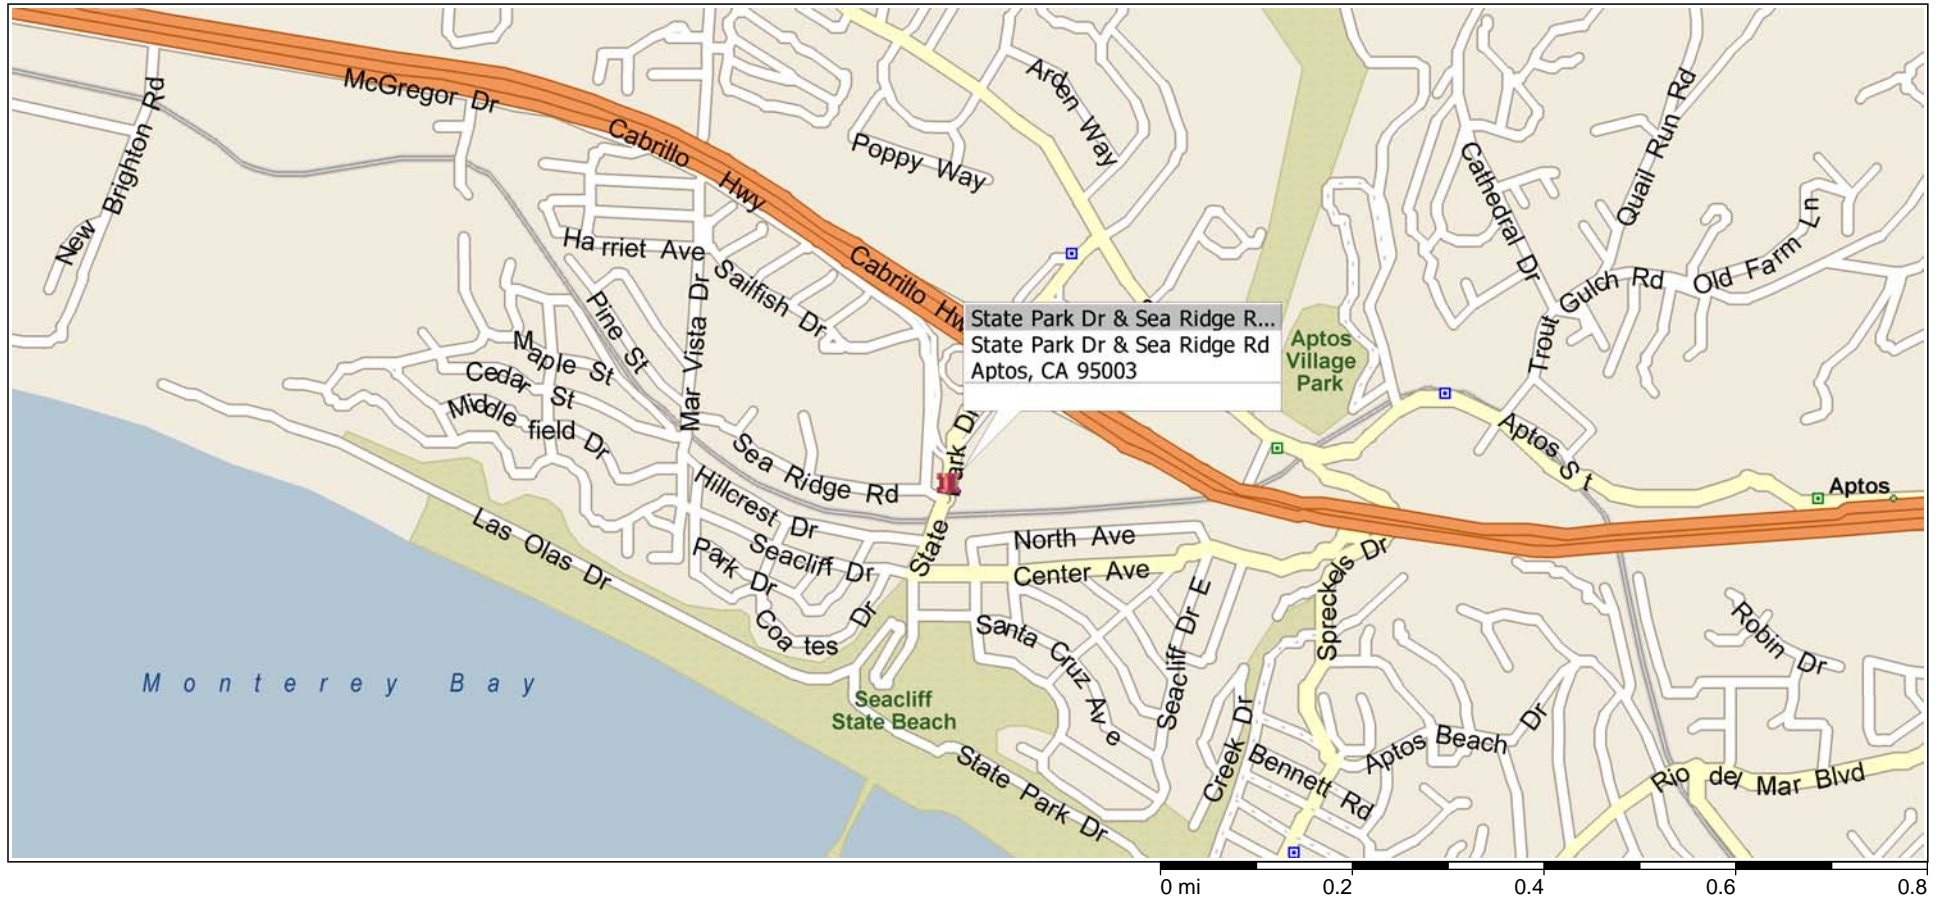 McGregor Dr
New Brighton Rd
Cabrillo Hwy
Poppy Way
Arden Way
Cathedral Dr
Quail Run Rd
Harriet Ave
Sailfish Dr
Cabrillo Hw
Trout Gulch Rd
Old Farm Ln
Pine St
Mar Vista Dr
State Park Dr & Sea Ridge R...
State Park Dr & Sea Ridge Rd
Aptos, CA 95003
Aptos
Village
Park
Maple St
Cedar St
Middlefield Dr
Sea Ridge Rd
State Park Dr
Aptos St
Aptos
Hillcrest Dr
Las Olas Dr
Seacliff Dr
Park Dr
Coates Dr
North Ave
Center Ave
Santa Cruz Ave
Seacliff Dr E
Spreckels Dr
Robin Dr
Monterey Bay
Seacliff
State Beach
State Park Dr
Creek Dr
Bennett Rd
Aptos Beach Dr
Rio del Mar Blvd
0 mi 0.2 0.4 0.6 0.8